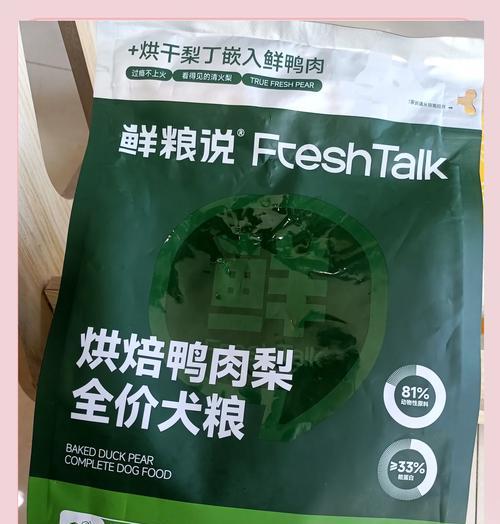 +烘干梨丁嵌入鲜鸭肉
过瘾不上火 看得见的清火梨 TRUE FRESH PEAR
鲜粮说® FreshTalk
鲜
烘焙鸭肉梨
全价犬粮
BAKED DUCK PEAR
COMPLETE DOG FOOD
81%
动物性原料
≥33%
粗蛋白